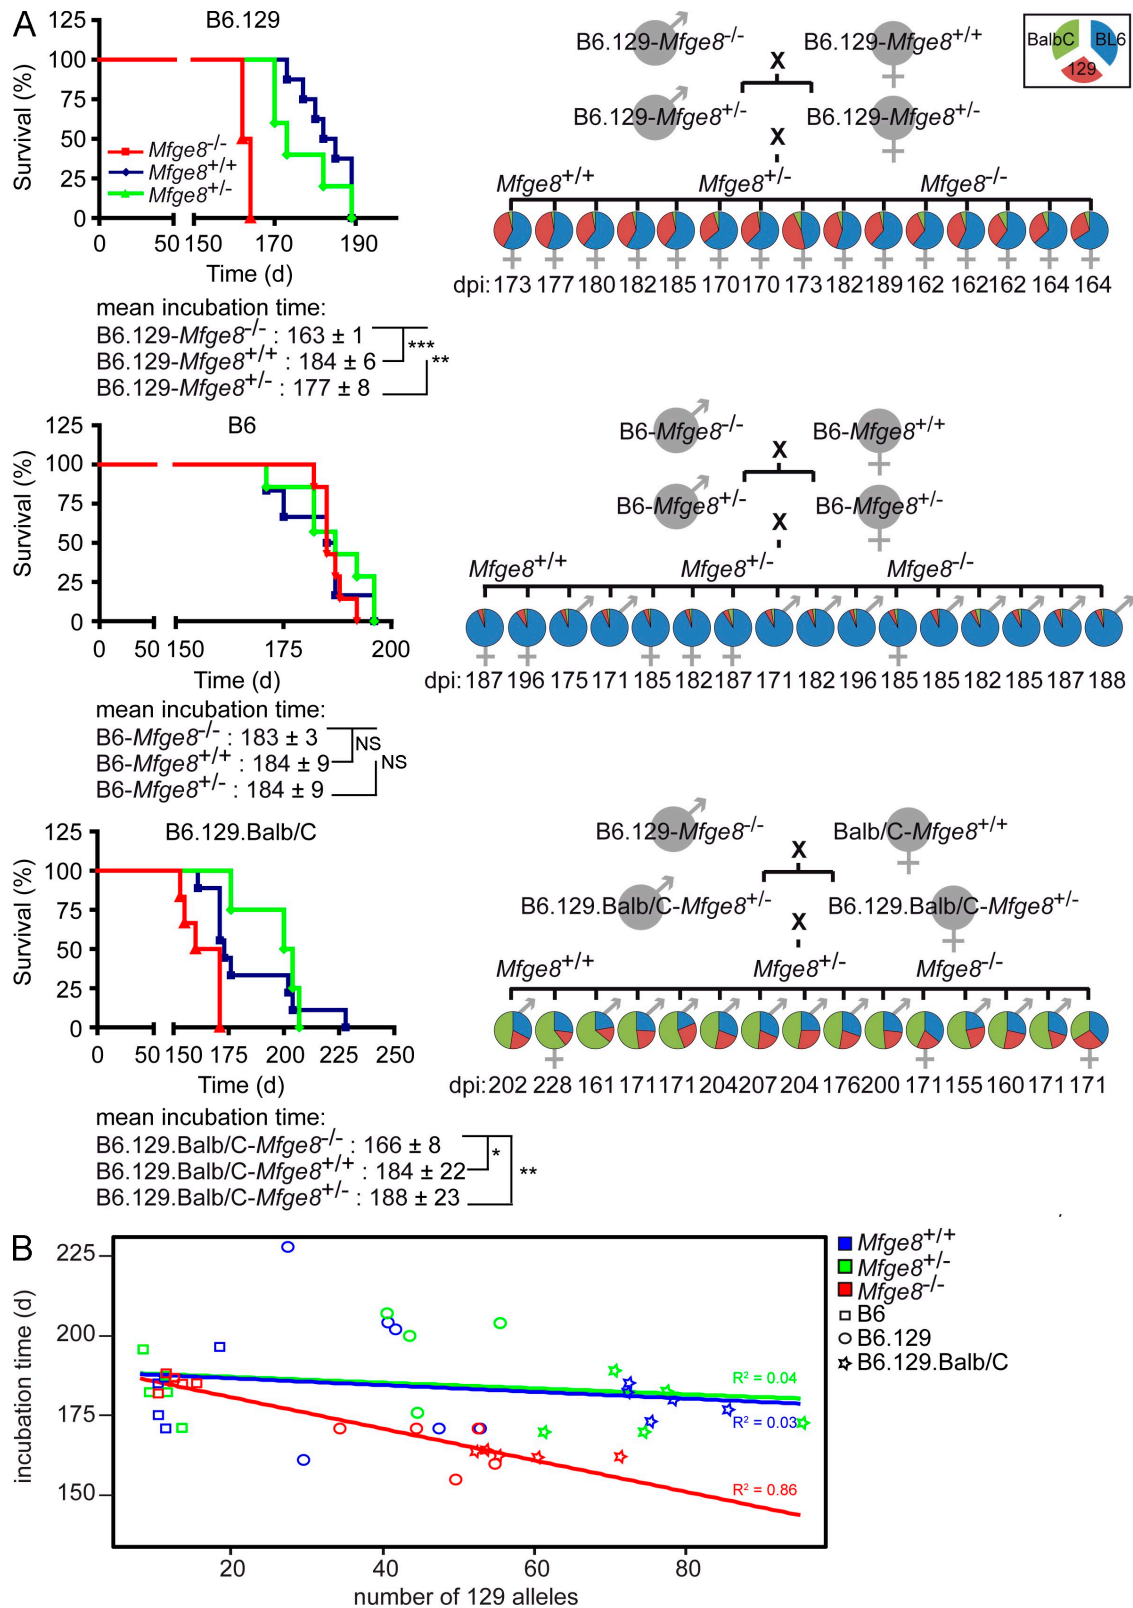 A
B6.129
125
100
75
50
25
0
Survival (%)
Mfge8-/-
Mfge8+/+
Mfge8+/-
0 50 150 170 190
Time (d)
mean incubation time:
B6.129-Mfge8-/- : 163 ± 1
B6.129-Mfge8+/+ : 184 ± 6
B6.129-Mfge8+/- : 177 ± 8
***
**
B6.129-Mfge8-/- B6.129-Mfge8+/+
X
B6.129-Mfge8+/- B6.129-Mfge8+/-
X
BalbC BL6
129
Mfge8+/+ Mfge8+/- Mfge8-/-
dpi: 173 177 180 182 185 170 170 173 182 189 162 162 162 164 164
B6
125
100
75
50
25
0
Survival (%)
0 50 150 175 200
Time (d)
mean incubation time:
B6-Mfge8-/- : 183 ± 3
B6-Mfge8+/+ : 184 ± 9
B6-Mfge8+/- : 184 ± 9
NS
NS
B6-Mfge8-/- B6-Mfge8+/+
X
B6-Mfge8+/- B6-Mfge8+/-
X
Mfge8+/+ Mfge8+/- Mfge8-/-
dpi: 187 196 175 171 185 182 187 171 182 196 185 185 182 185 187 188
B6.129.Balb/C
125
100
75
50
25
0
Survival (%)
0 50 150 175 200 225 250
Time (d)
mean incubation time:
B6.129.Balb/C-Mfge8-/- : 166 ± 8
B6.129.Balb/C-Mfge8+/+ : 184 ± 22
B6.129.Balb/C-Mfge8+/- : 188 ± 23
*
**
B6.129-Mfge8-/- Balb/C-Mfge8+/+
X
B6.129.Balb/C-Mfge8+/- B6.129.Balb/C-Mfge8+/-
X
Mfge8+/+ Mfge8+/- Mfge8-/-
dpi: 202 228 161 171 171 204 207 204 176 200 171 155 160 171 171
B
225
200
175
150
incubation time (d)
R² = 0.04
R² = 0.03
R² = 0.86
20 40 60 80
number of 129 alleles
Mfge8+/+
Mfge8+/-
Mfge8-/-
B6
B6.129
B6.129.Balb/C